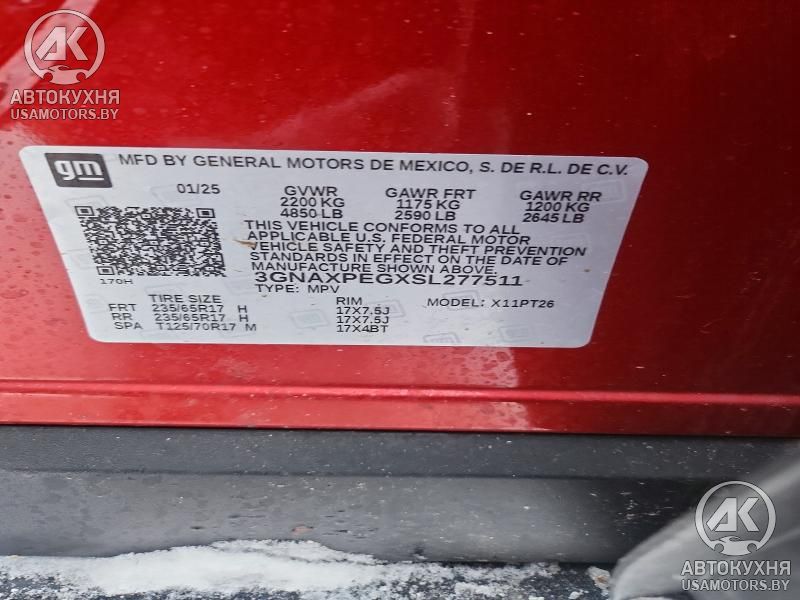 AK
АВТОКУХНЯ
USAMOTORS.BY
gm MFD BY GENERAL MOTORS DE MEXICO, S. DE R.L. DE C.V.
01/25 GVWR GAWR FRT GAWR RR
2200 KG 1175 KG 1200 KG
4850 LB 2590 LB 2645 LB
THIS VEHICLE CONFORMS TO ALL
APPLICABLE U.S. FEDERAL MOTOR
VEHICLE SAFETY AND THEFT PREVENTION
STANDARDS IN EFFECT ON THE DATE OF
MANUFACTURE SHOWN ABOVE.
170H 3GNAXPEGXSL277511
TYPE: MPV MODEL: X11PT26
TIRE SIZE RIM
FRT 235/65R17 H 17X7.5J
RR 235/65R17 H 17X7.5J
SPA T125/70R17 M 17X4BT
AK
АВТОКУХНЯ
USAMOTORS.BY